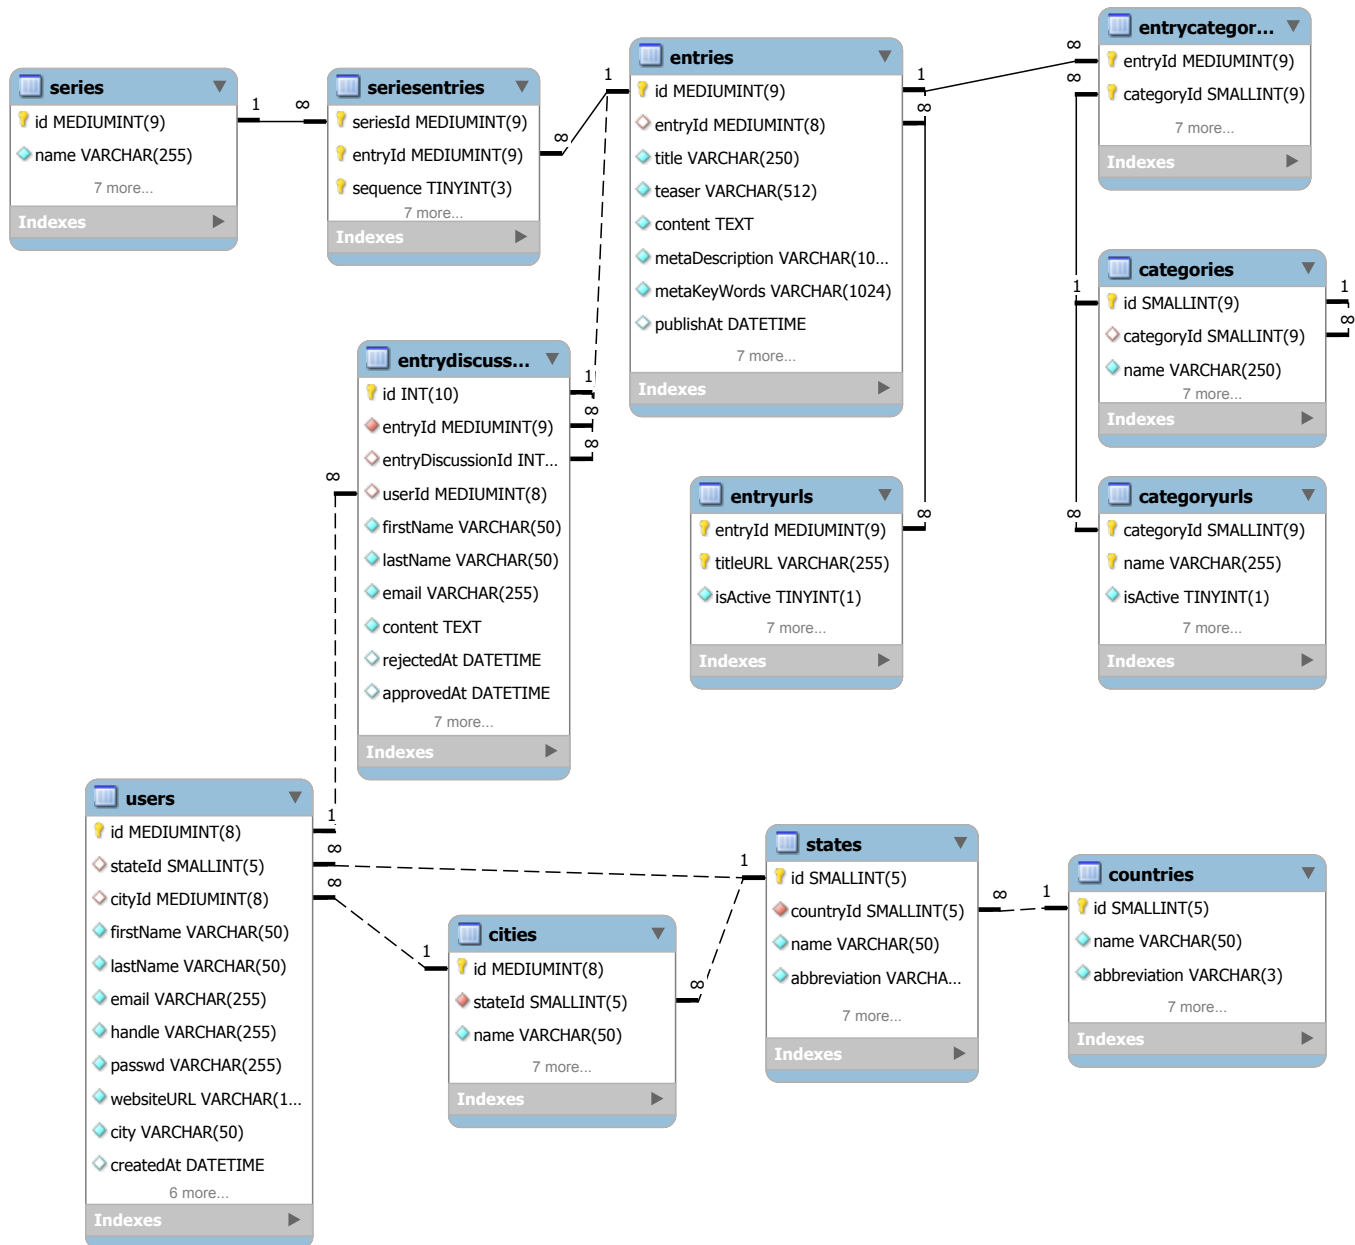 series
id MEDIUMINT(9)
name VARCHAR(255)
7 more...
Indexes
1
∞
seriesentries
seriesId MEDIUMINT(9)
entryId MEDIUMINT(9)
sequence TINYINT(3)
7 more...
Indexes
∞
1
entries
id MEDIUMINT(9)
entryId MEDIUMINT(8)
title VARCHAR(250)
teaser VARCHAR(512)
content TEXT
metaDescription VARCHAR(10...
metaKeyWords VARCHAR(1024)
publishAt DATETIME
7 more...
Indexes
1
∞
∞
entrycategor...
entryId MEDIUMINT(9)
categoryId SMALLINT(9)
7 more...
Indexes
∞
1
categories
id SMALLINT(9)
categoryId SMALLINT(9)
name VARCHAR(250)
7 more...
Indexes
1
∞
entrydiscuss...
id INT(10)
entryId MEDIUMINT(9)
entryDiscussionId INT...
userId MEDIUMINT(8)
firstName VARCHAR(50)
lastName VARCHAR(50)
email VARCHAR(255)
content TEXT
rejectedAt DATETIME
approvedAt DATETIME
7 more...
Indexes
1
∞
∞
∞
entryurls
entryId MEDIUMINT(9)
titleURL VARCHAR(255)
isActive TINYINT(1)
7 more...
Indexes
∞
∞
categoryurls
categoryId SMALLINT(9)
name VARCHAR(255)
isActive TINYINT(1)
7 more...
Indexes
users
id MEDIUMINT(8)
stateId SMALLINT(5)
cityId MEDIUMINT(8)
firstName VARCHAR(50)
lastName VARCHAR(50)
email VARCHAR(255)
handle VARCHAR(255)
passwd VARCHAR(255)
websiteURL VARCHAR(1...
city VARCHAR(50)
createdAt DATETIME
6 more...
Indexes
1
∞
∞
1
cities
id MEDIUMINT(8)
stateId SMALLINT(5)
name VARCHAR(50)
7 more...
Indexes
∞
1
states
id SMALLINT(5)
countryId SMALLINT(5)
name VARCHAR(50)
abbreviation VARCHA...
7 more...
Indexes
∞
1
countries
id SMALLINT(5)
name VARCHAR(50)
abbreviation VARCHAR(3)
7 more...
Indexes